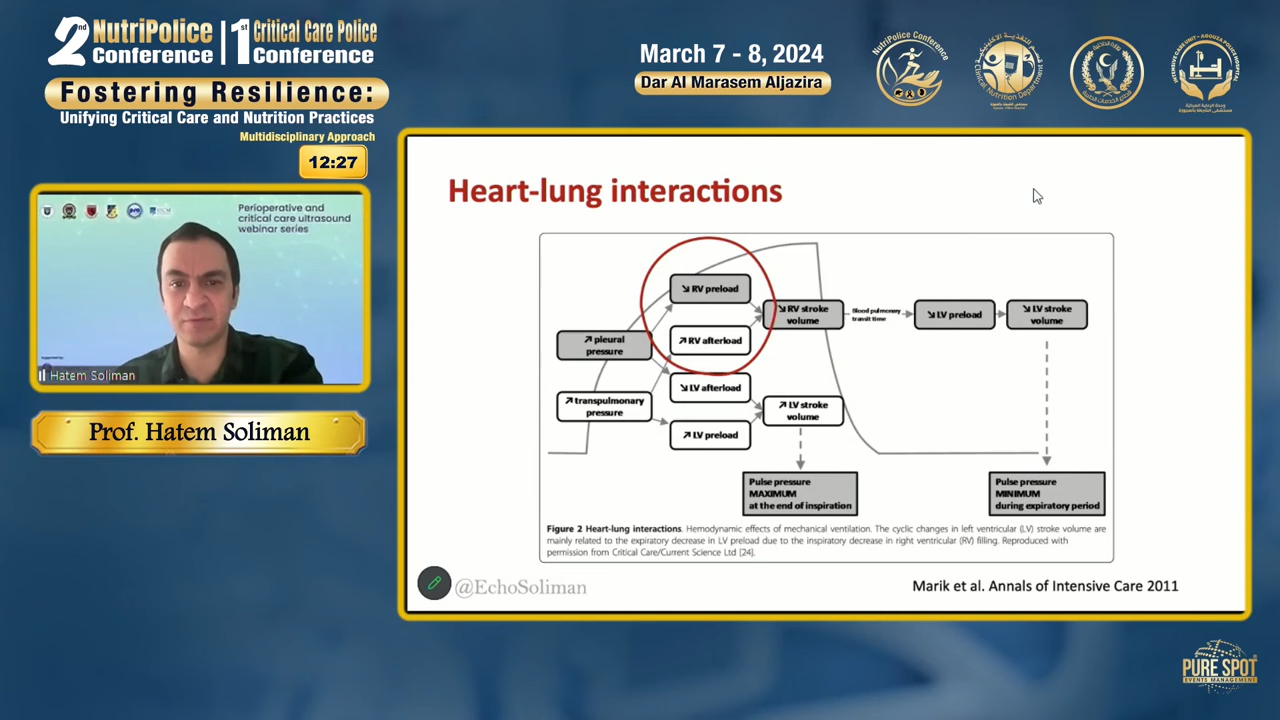 2nd NutriPolice Conference | 1st Critical Care Police Conference
Fostering Resilience:
Unifying Critical Care and Nutrition Practices
Multidisciplinary Approach
12:27
March 7 - 8, 2024
Dar Al Marasem Aljazira
NutriPolice Conference
Perioperative and
critical care ultrasound
webinar series
Hatem Soliman
Prof. Hatem Soliman
Heart-lung interactions
↘ RV preload
↗ RV afterload
↗ pleural
pressure
↗ transpulmonary
pressure
↘ LV afterload
↗ LV preload
↘ RV stroke
volume
Blood pulmonary
transit time
↘ LV preload
↘ LV stroke
volume
↗ LV stroke
volume
Pulse pressure
MAXIMUM
at the end of inspiration
Pulse pressure
MINIMUM
during expiratory period
Figure 2 Heart-lung interactions. Hemodynamic effects of mechanical ventilation. The cyclic changes in left ventricular (LV) stroke volume are
mainly related to the expiratory decrease in LV preload due to the inspiratory decrease in right ventricular (RV) filling. Reproduced with
permission from Critical Care/Current Science Ltd [24].
@EchoSoliman
Marik et al. Annals of Intensive Care 2011
PURE SPOT
EVENTS MANAGEMENT